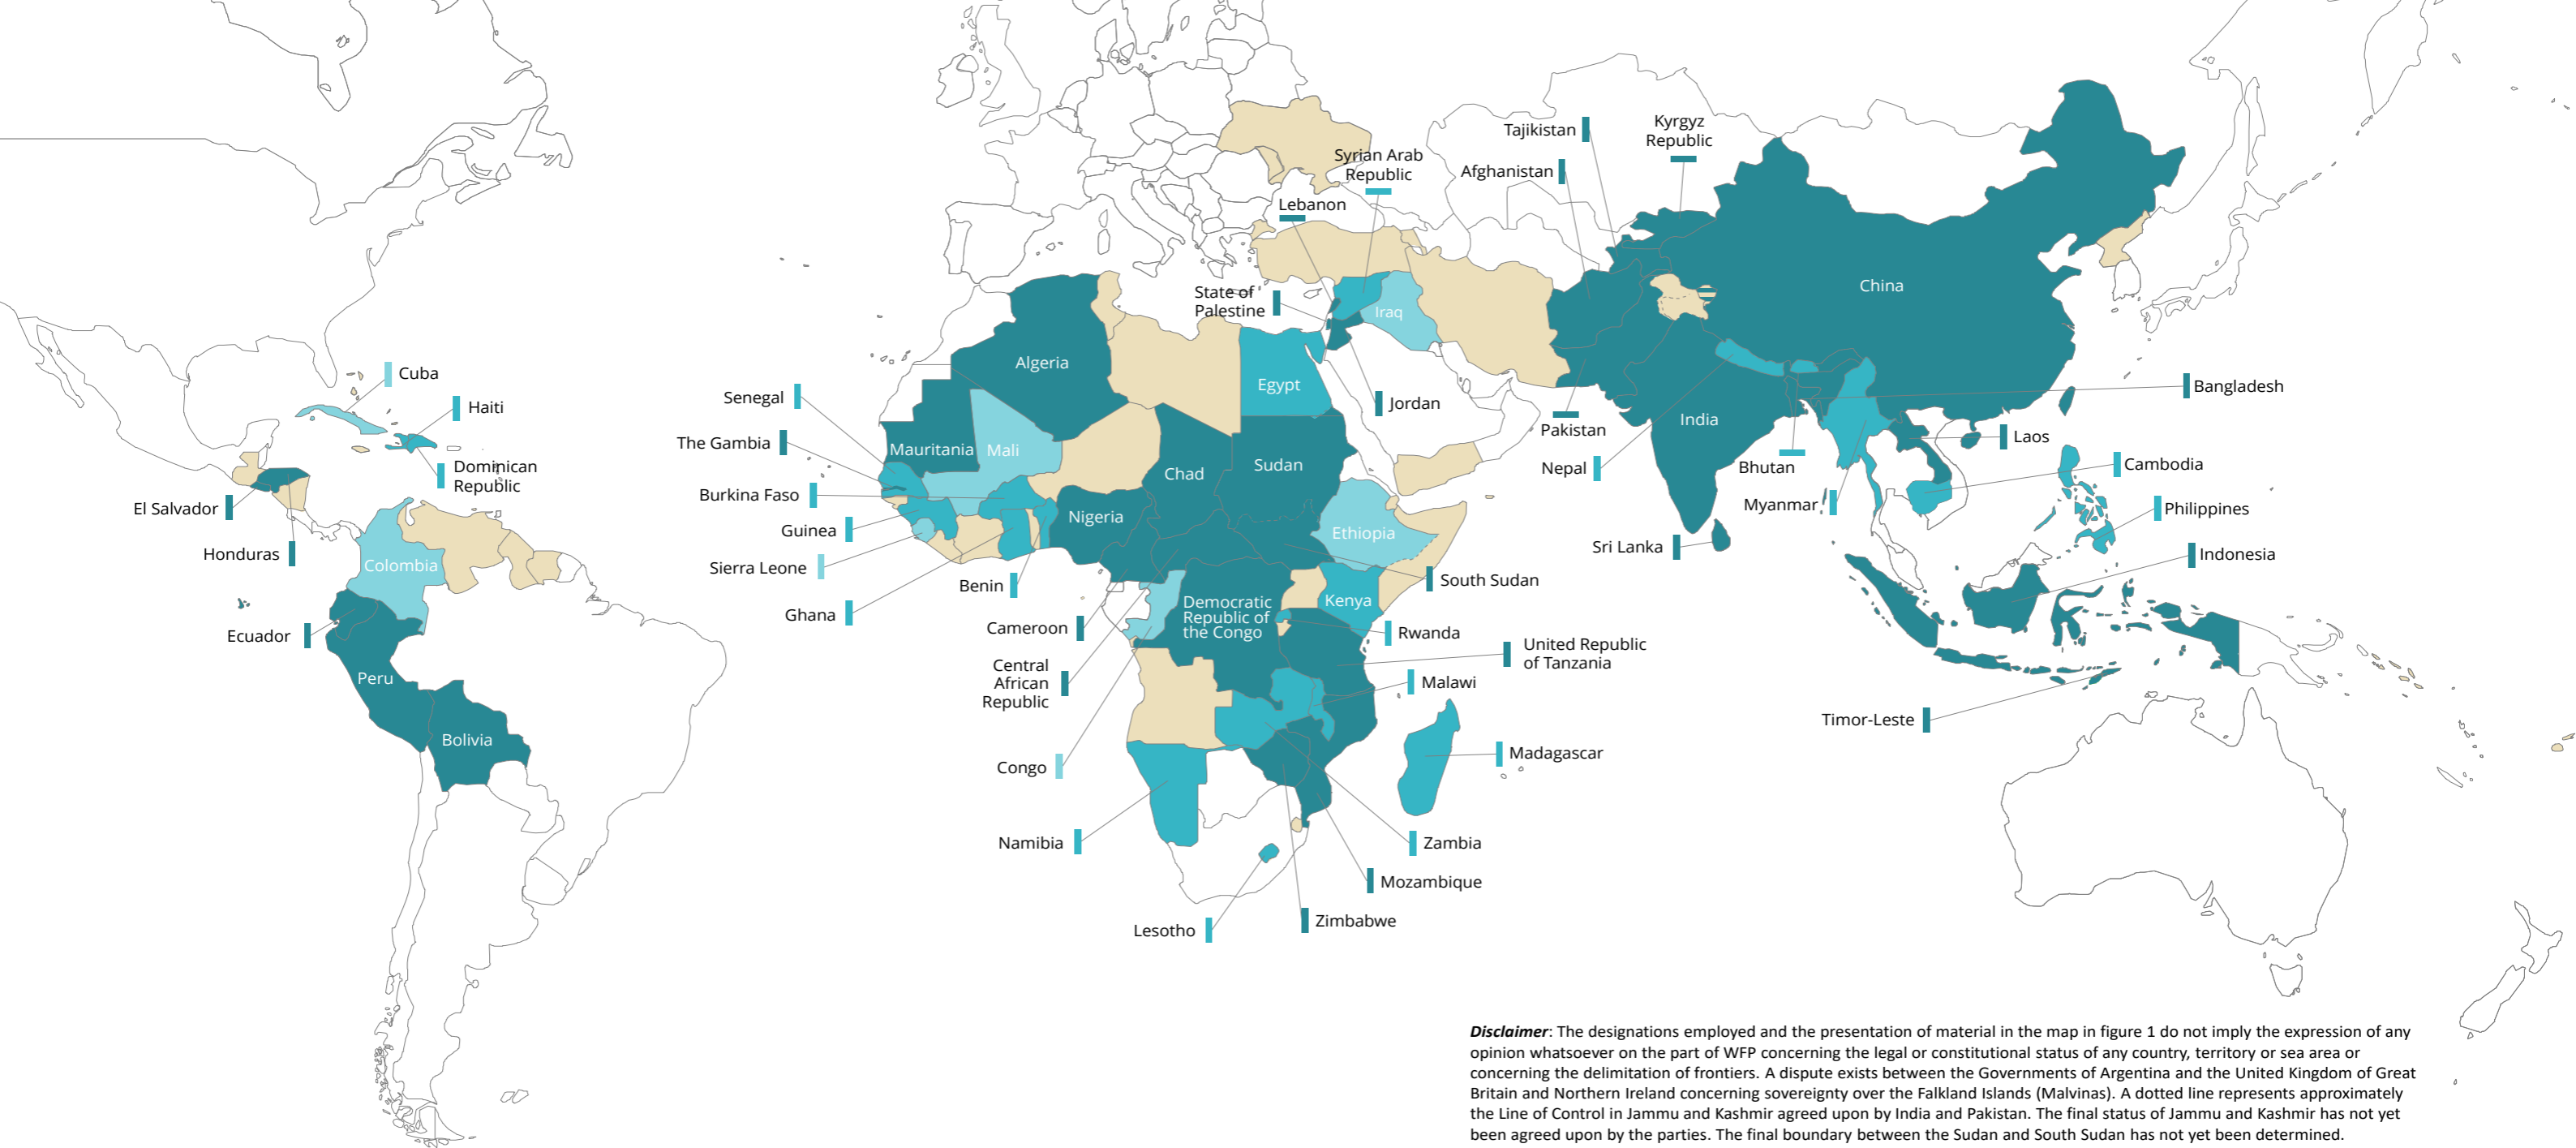 Tajikistan
Kyrgyz
Republic
Syrian Arab
Republic
Afghanistan
Lebanon
China
State of
Palestine
Iraq
Algeria
Cuba
Egypt
Bangladesh
Senegal
Haiti
Jordan
India
Pakistan
The Gambia
Mauritania
Mali
Laos
Dominican
Republic
Chad
Sudan
Nepal
Bhutan
Cambodia
Burkina Faso
El Salvador
Nigeria
Myanmar
Philippines
Guinea
Ethiopia
Honduras
Sri Lanka
Indonesia
Colombia
Sierra Leone
Benin
South Sudan
Ghana
Democratic
Republic of
the Congo
Kenya
Ecuador
Cameroon
Rwanda
United Republic
of Tanzania
Central
African
Republic
Peru
Malawi
Timor-Leste
Bolivia
Congo
Madagascar
Namibia
Zambia
Mozambique
Lesotho
Zimbabwe
Disclaimer: The designations employed and the presentation of material in the map in figure 1 do not imply the expression of any
opinion whatsoever on the part of WFP concerning the legal or constitutional status of any country, territory or sea area or
concerning the delimitation of frontiers. A dispute exists between the Governments of Argentina and the United Kingdom of Great
Britain and Northern Ireland concerning sovereignty over the Falkland Islands (Malvinas). A dotted line represents approximately
the Line of Control in Jammu and Kashmir agreed upon by India and Pakistan. The final status of Jammu and Kashmir has not yet
been agreed upon by the parties. The final boundary between the Sudan and South Sudan has not yet been determined.